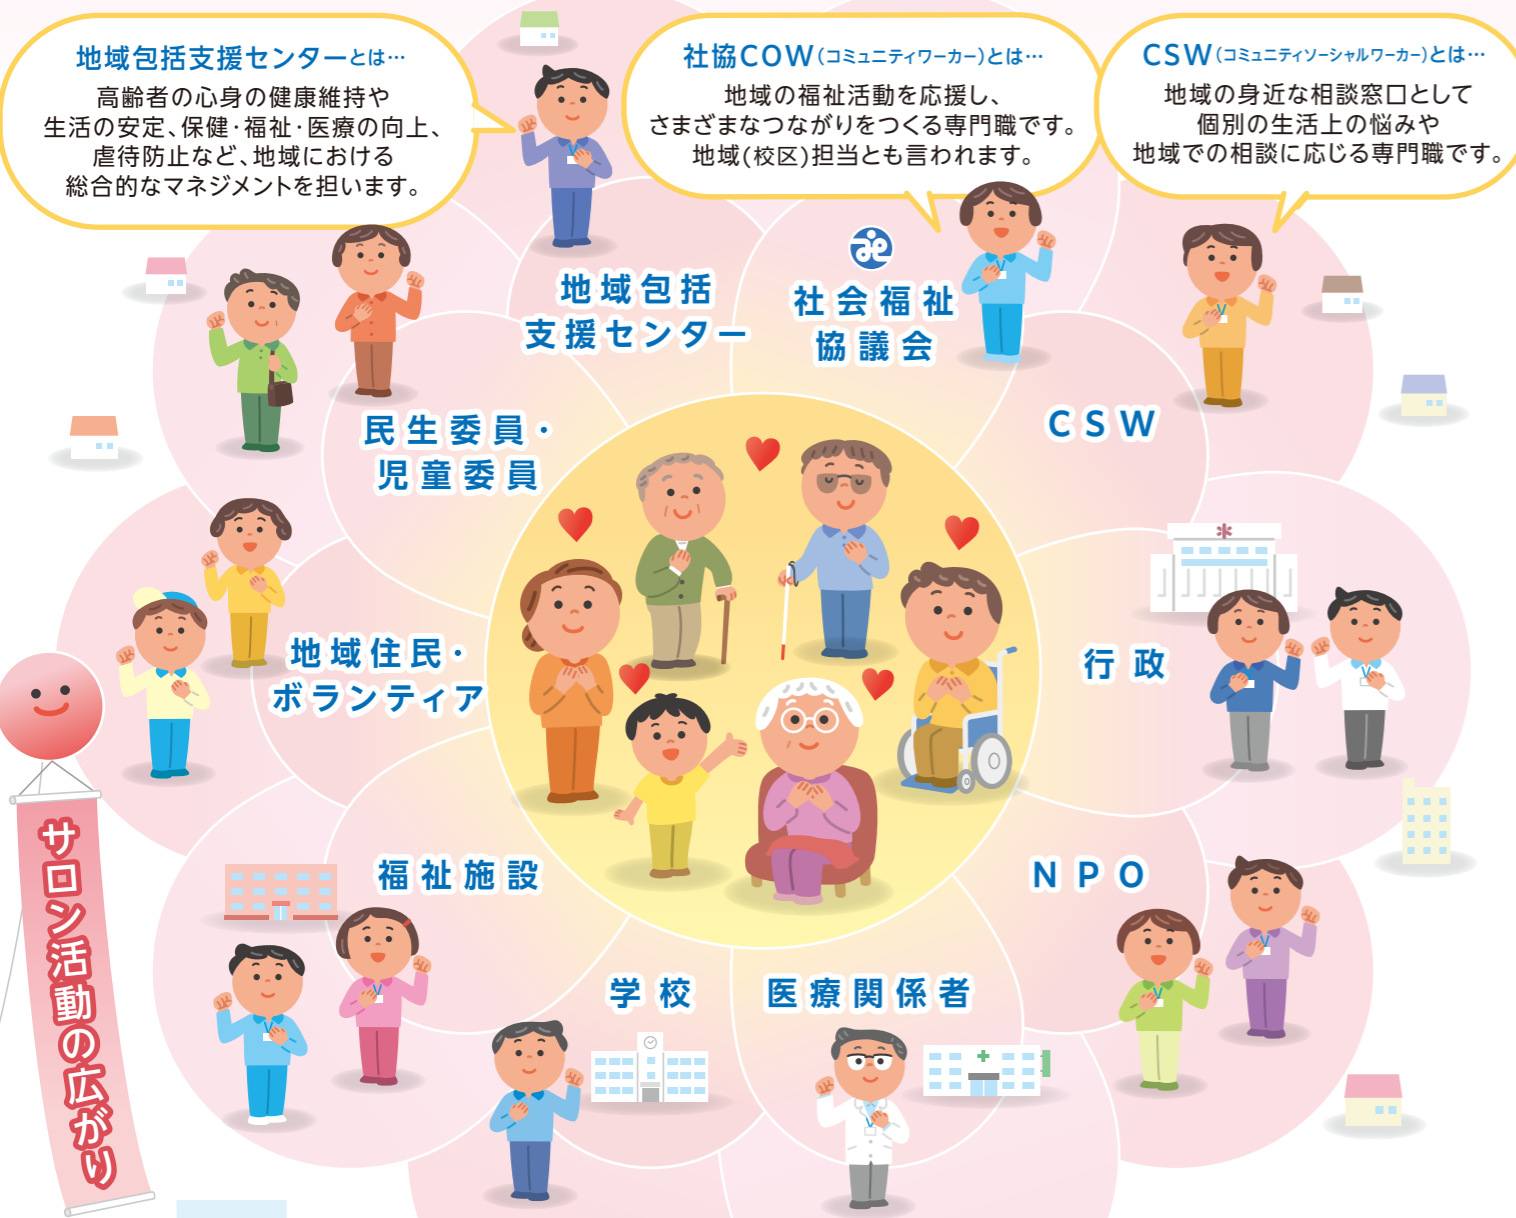 地域包括支援センターとは…
高齢者の心身の健康維持や
生活の安定、保健・福祉・医療の向上、
虐待防止など、地域における
総合的なマネジメントを担います。
社協COW(コミュニティワーカー)とは…
地域の福祉活動を応援し、
さまざまなつながりをつくる専門職です。
地域(校区)担当とも言われます。
CSW(コミュニティソーシャルワーカー)とは…
地域の身近な相談窓口として
個別の生活上の悩みや
地域での相談に応じる専門職です。
地域包括
支援センター
社会福祉
協議会
民生委員・
児童委員
CSW
地域住民・
ボランティア
行政
福祉施設
NPO
学校
医療関係者
サロン活動の広がり